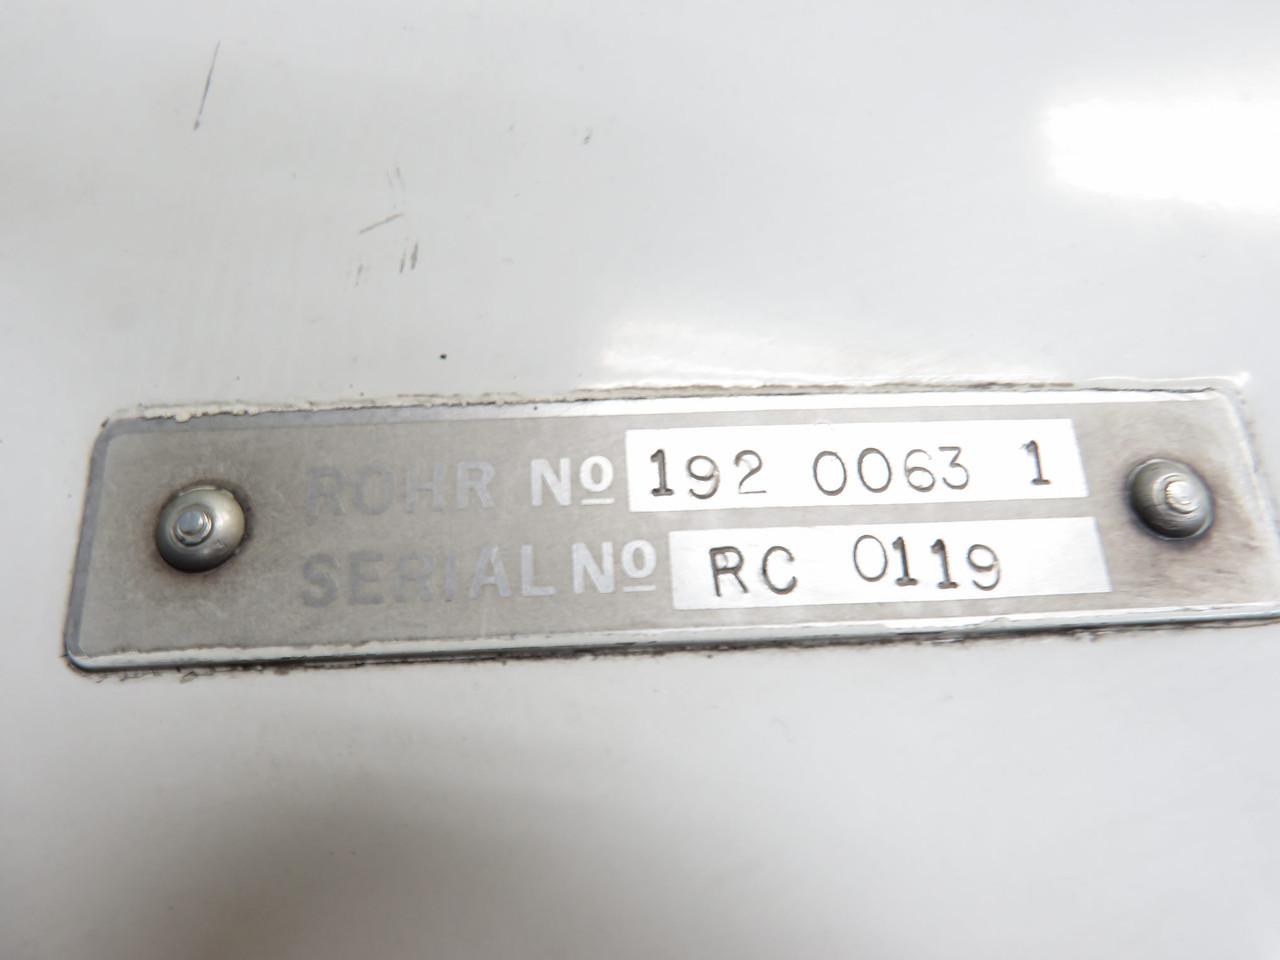 ROHR Nº 192 0063 1
SERIAL Nº RC 0119